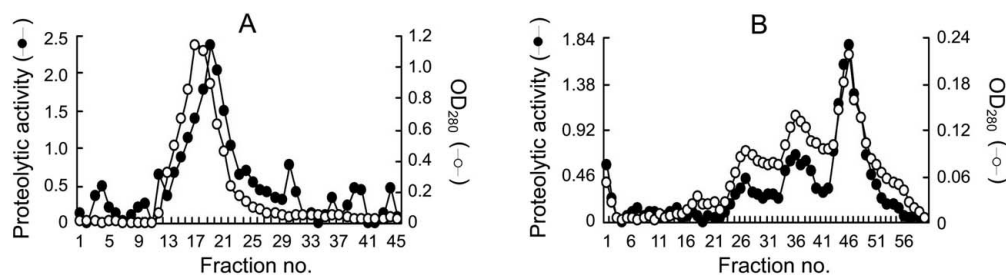 A
Proteolytic activity (—●—)
2.5
2.0
1.5
1.0
0.5
0
1.2
1.0
0.8
0.6
0.4
0.2
0
OD280 (—○—)
1 5 9 13 17 21 25 29 33 37 41 45
Fraction no.
B
Proteolytic activity (—●—)
1.84
1.38
0.92
0.46
0
0.24
0.18
0.12
0.06
0
OD280 (—○—)
1 6 11 16 21 26 31 36 41 46 51 56
Fraction no.